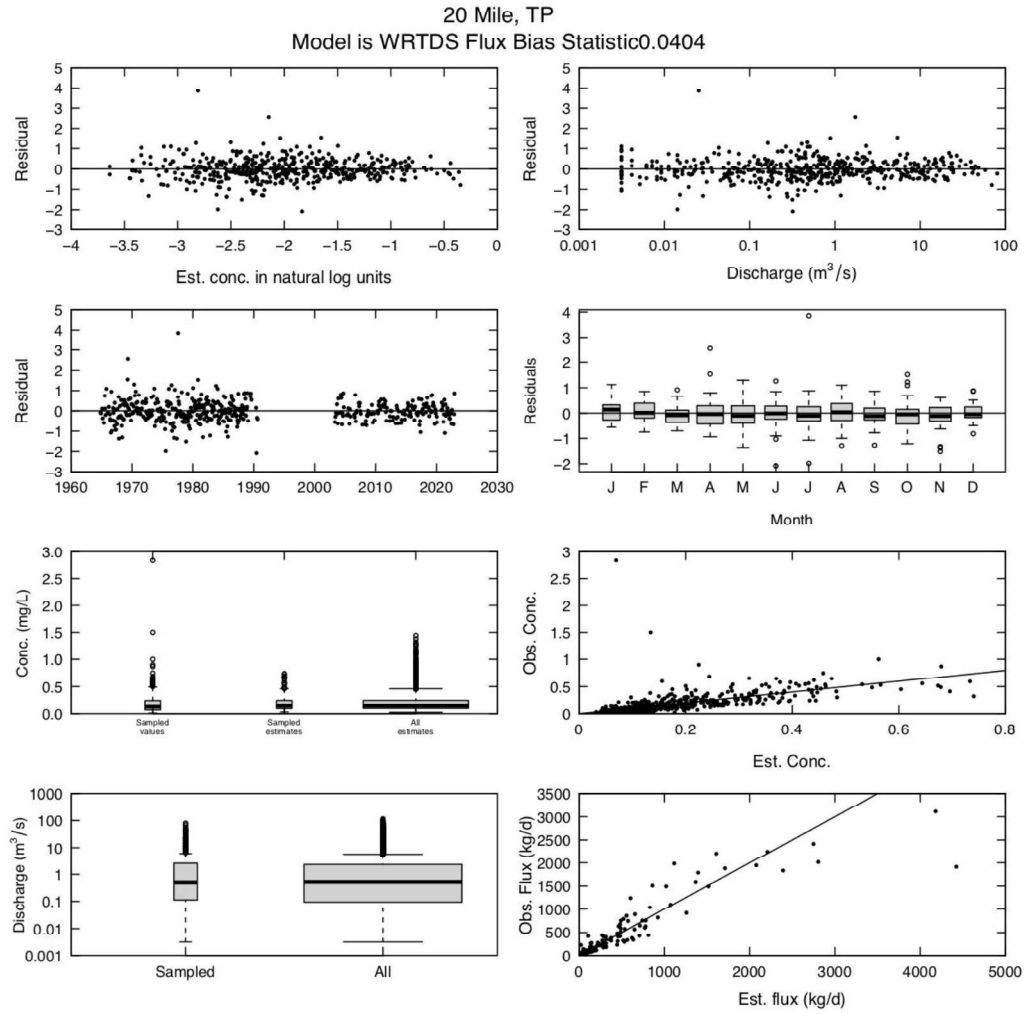 20 Mile, TP
Model is WRTDS Flux Bias Statistic0.0404
Residual
5
4
3
2
1
0
−1
−2
−3
−4 −3.5 −3 −2.5 −2 −1.5 −1 −0.5 0
Est. conc. in natural log units
Residual
5
4
3
2
1
0
−1
−2
−3
0.001 0.01 0.1 1 10 100
Discharge (m³/s)
Residual
5
4
3
2
1
0
−1
−2
−3
1960 1970 1980 1990 2000 2010 2020 2030
Residuals
4
3
2
1
0
−1
−2
J F M A M J J A S O N D
Month
Conc. (mg/L)
3.0
2.5
2.0
1.5
1.0
0.5
0.0
Sampled values
Sampled estimates
All estimates
Obs. Conc.
3
2.5
2
1.5
1
0.5
0
0 0.2 0.4 0.6 0.8
Est. Conc.
Discharge (m³/s)
1000
100
10
1
0.1
0.01
0.001
Sampled All
Obs. Flux (kg/d)
3500
3000
2500
2000
1500
1000
500
0
0 1000 2000 3000 4000 5000
Est. flux (kg/d)